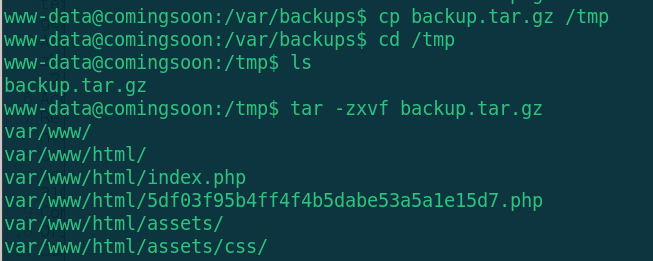 www-data@comingsoon:/var/backups$ cp backup.tar.gz /tmp
www-data@comingsoon:/var/backups$ cd /tmp
www-data@comingsoon:/tmp$ ls
backup.tar.gz
www-data@comingsoon:/tmp$ tar -zxvf backup.tar.gz
var/www/
var/www/html/
var/www/html/index.php
var/www/html/5df03f95b4ff4f4b5dabe53a5a1e15d7.php
var/www/html/assets/
var/www/html/assets/css/